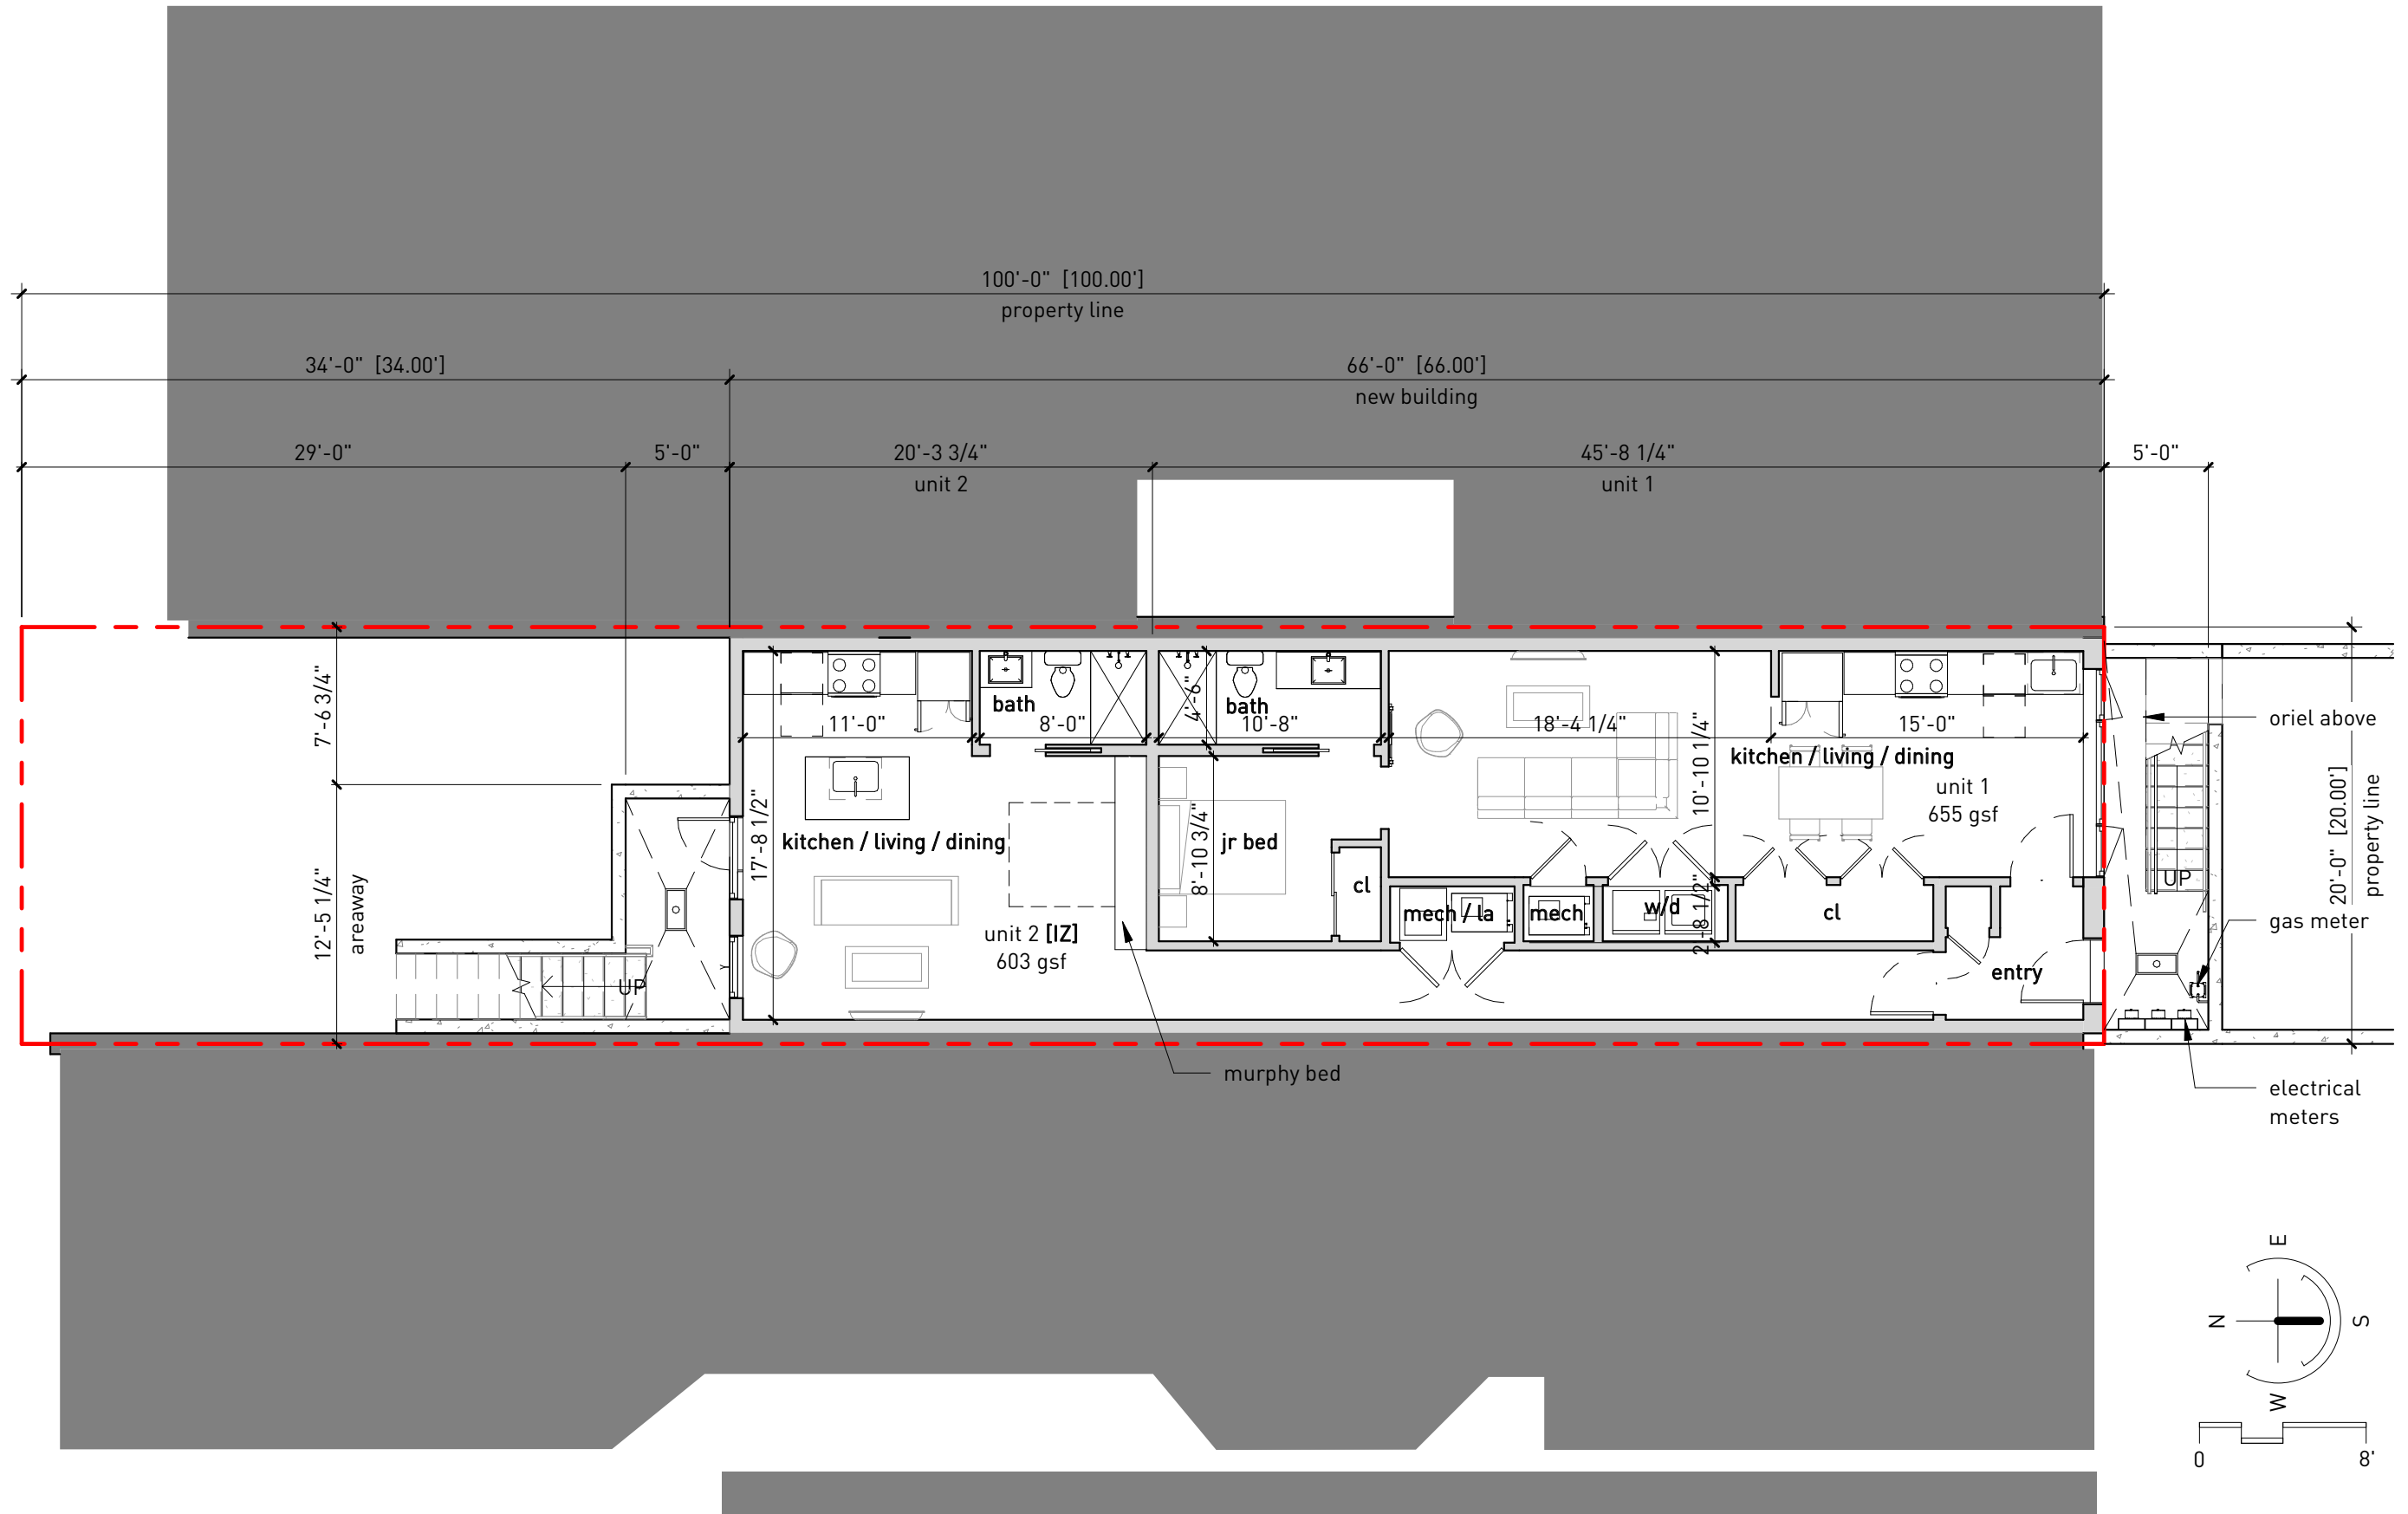 100'-0" [100.00']
property line
34'-0" [34.00']
66'-0" [66.00']
new building
29'-0"
5'-0"
20'-3 3/4"
unit 2
45'-8 1/4"
unit 1
5'-0"
7'-6 3/4"
12'-5 1/4"
areaway
UP
bath
11'-0"
8'-0"
17'-8 1/2"
kitchen / living / dining
unit 2 [IZ]
603 gsf
murphy bed
4'-6"
bath
10'-8"
8'-10 3/4"
jr bed
cl
18'-4 1/4"
10'-10 1/4"
15'-0"
kitchen / living / dining
unit 1
655 gsf
mech / la
mech
w/d
2'-8 1/2"
cl
entry
oriel above
UP
20'-0" [20.00']
property line
gas meter
electrical
meters
E
N
S
W
0
8'